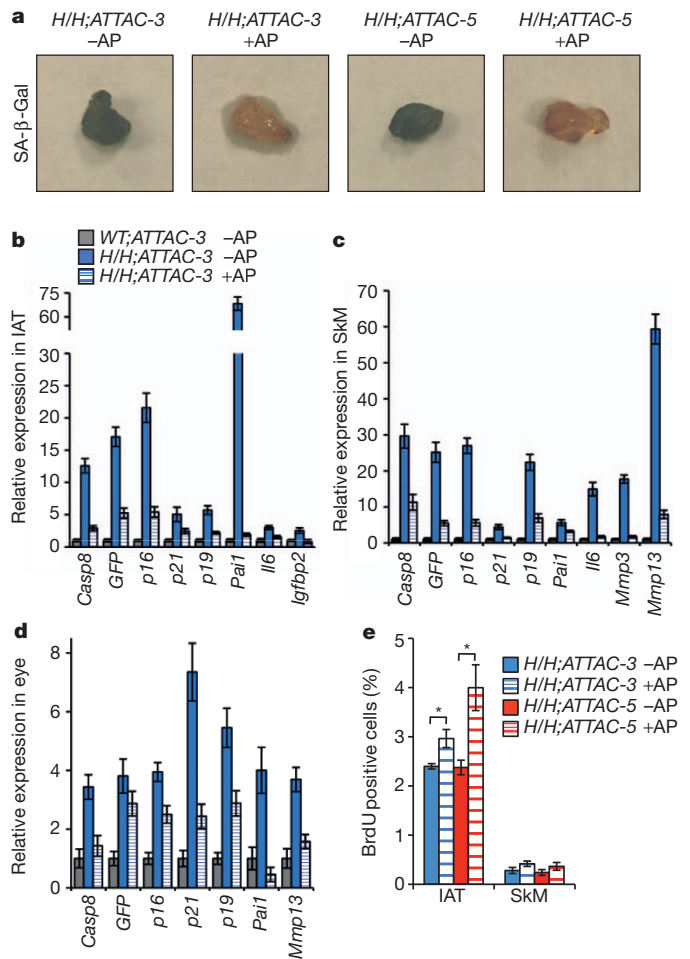 a
H/H;ATTAC-3 H/H;ATTAC-3 H/H;ATTAC-5 H/H;ATTAC-5
–AP +AP –AP +AP
SA-β-Gal
b
WT;ATTAC-3 –AP
H/H;ATTAC-3 –AP
H/H;ATTAC-3 +AP
Relative expression in IAT
75
60
30
25
20
15
10
5
0
Casp8 GFP p16 p21 p19 Pai1 Il6 Igfbp2
c
Relative expression in SkM
70
60
50
40
30
20
10
0
Casp8 GFP p16 p21 p19 Pai1 Il6 Mmp3 Mmp13
d
Relative expression in eye
8
6
4
2
0
Casp8 GFP p16 p21 p19 Pai1 Mmp13
e
BrdU positive cells (%)
5
4
3
2
1
0
* *
H/H;ATTAC-3 –AP
H/H;ATTAC-3 +AP
H/H;ATTAC-5 –AP
H/H;ATTAC-5 +AP
IAT SkM